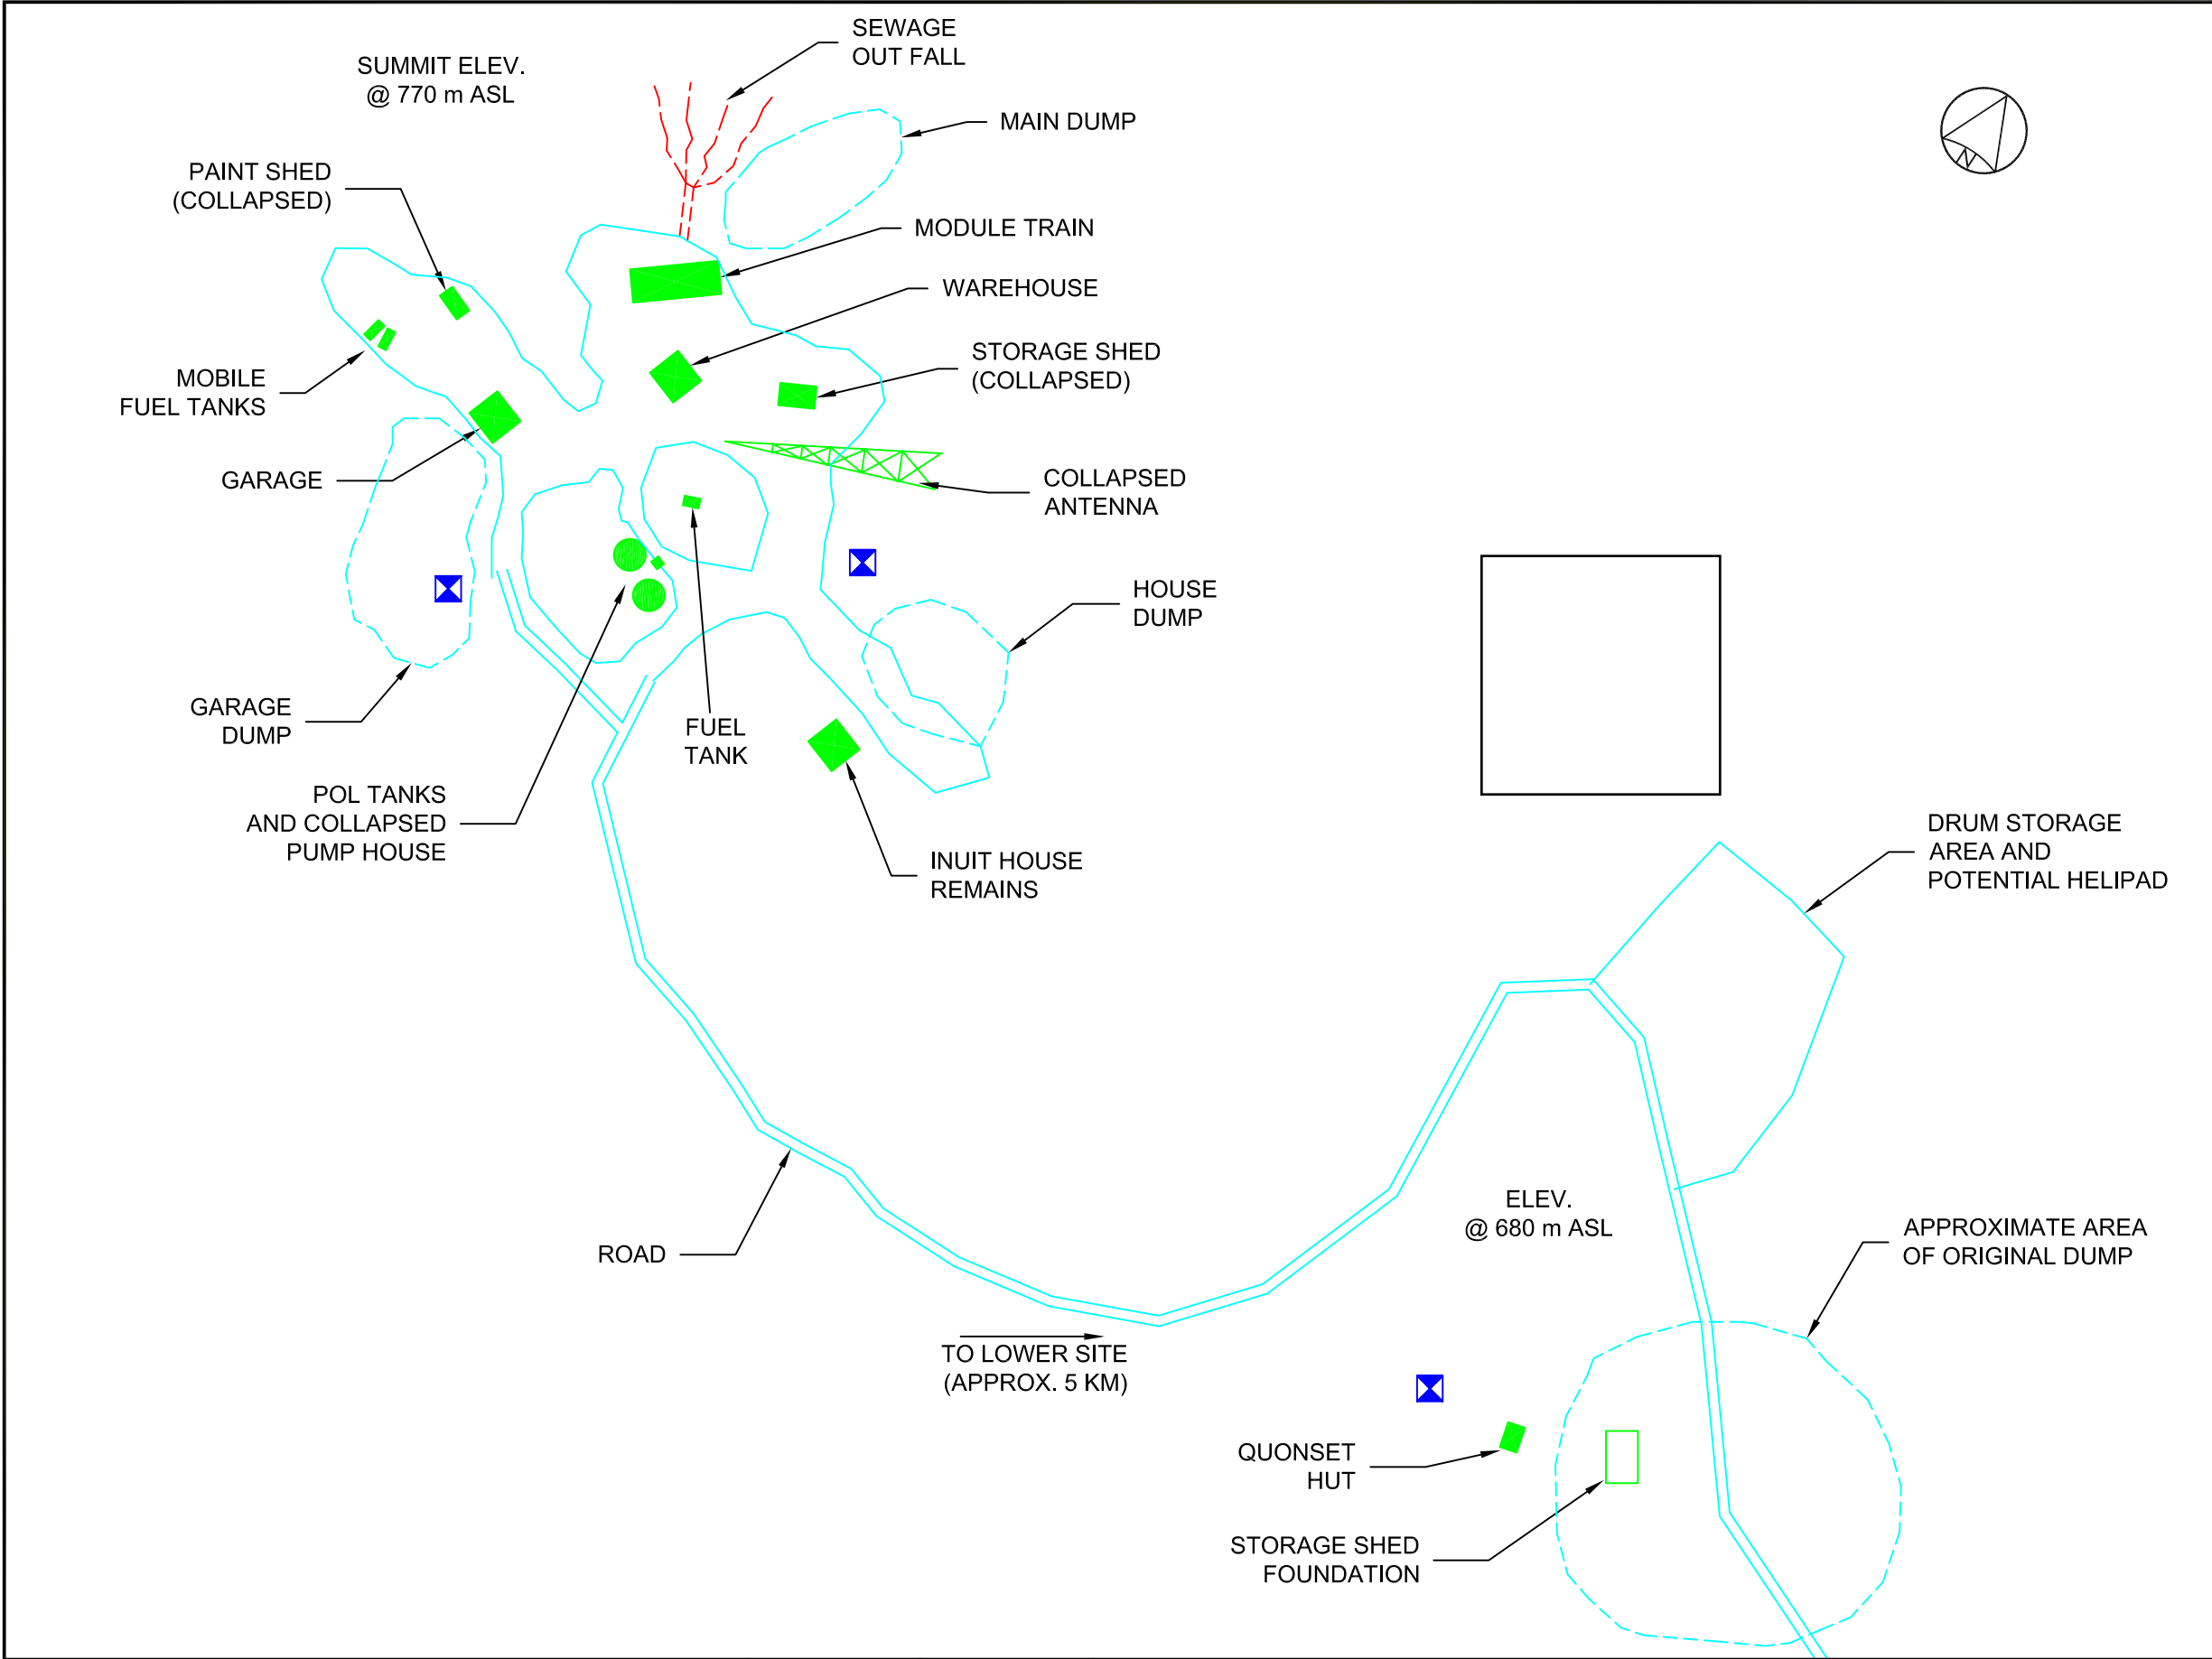 SEWAGE
OUT FALL
SUMMIT ELEV.
@ 770 m ASL
MAIN DUMP
PAINT SHED
(COLLAPSED)
MODULE TRAIN
WAREHOUSE
STORAGE SHED
(COLLAPSED)
MOBILE
FUEL TANKS
GARAGE
COLLAPSED
ANTENNA
HOUSE
DUMP
GARAGE
DUMP
FUEL
TANK
POL TANKS
AND COLLAPSED
PUMP HOUSE
INUIT HOUSE
REMAINS
DRUM STORAGE
AREA AND
POTENTIAL HELIPAD
ELEV.
@ 680 m ASL
APPROXIMATE AREA
OF ORIGINAL DUMP
ROAD
TO LOWER SITE
(APPROX. 5 KM)
QUONSET
HUT
STORAGE SHED
FOUNDATION
N